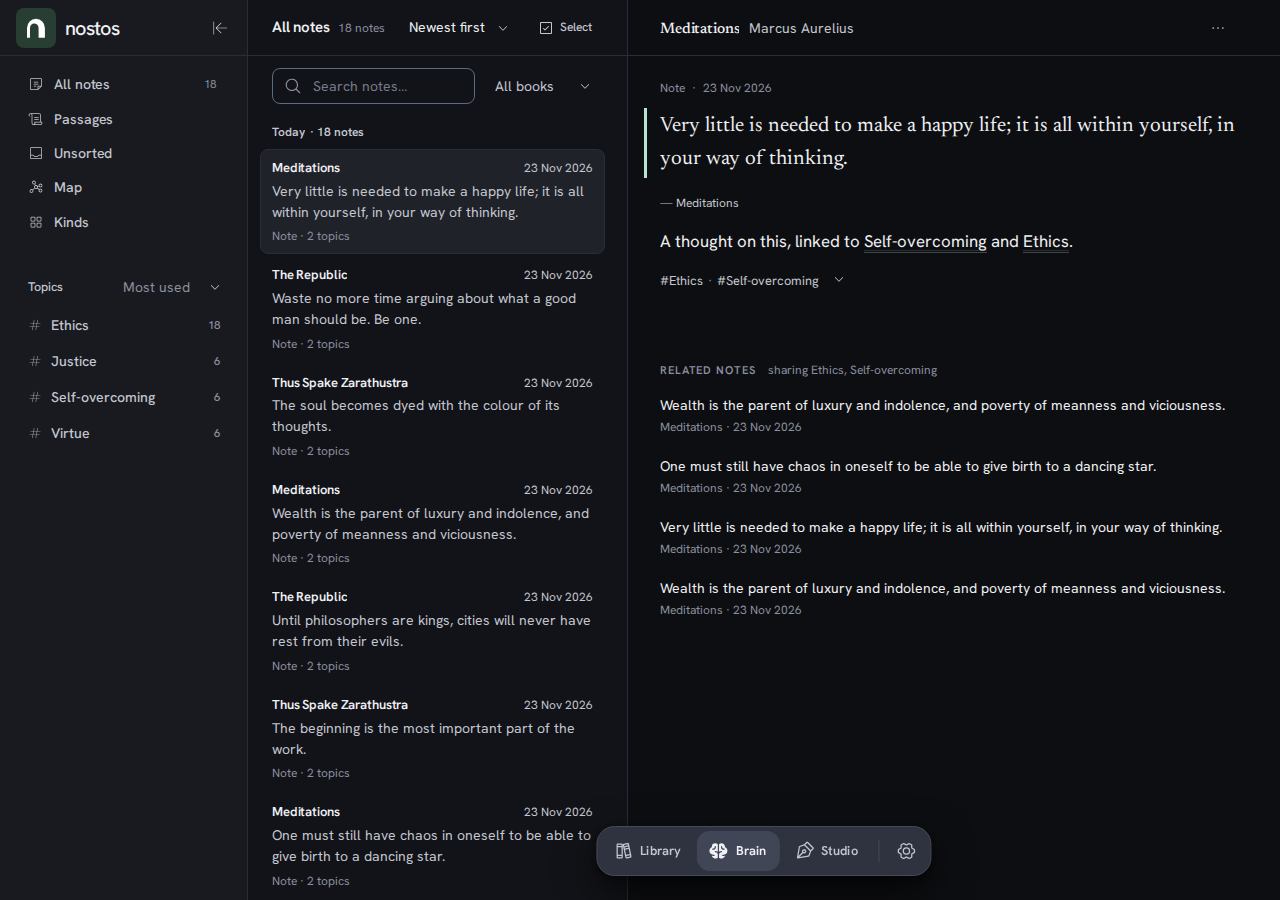 nostos
All notes 18
Passages
Unsorted
Map
Kinds
Topics Most used
# Ethics 18
# Justice 6
# Self-overcoming 6
# Virtue 6
All notes 18 notes Newest first Select
Search notes... All books
Today · 18 notes
Meditations 23 Nov 2026
Very little is needed to make a happy life; it is all
within yourself, in your way of thinking.
Note · 2 topics
The Republic 23 Nov 2026
Waste no more time arguing about what a good
man should be. Be one.
Note · 2 topics
Thus Spake Zarathustra 23 Nov 2026
The soul becomes dyed with the colour of its
thoughts.
Note · 2 topics
Meditations 23 Nov 2026
Wealth is the parent of luxury and indolence, and
poverty of meanness and viciousness.
Note · 2 topics
The Republic 23 Nov 2026
Until philosophers are kings, cities will never have
rest from their evils.
Note · 2 topics
Thus Spake Zarathustra 23 Nov 2026
The beginning is the most important part of the
work.
Note · 2 topics
Meditations 23 Nov 2026
One must still have chaos in oneself to be able to
give birth to a dancing star.
Note · 2 topics
Meditations Marcus Aurelius
Note · 23 Nov 2026
Very little is needed to make a happy life; it is all within yourself, in
your way of thinking.
— Meditations
A thought on this, linked to Self-overcoming and Ethics.
#Ethics · #Self-overcoming
RELATED NOTES sharing Ethics, Self-overcoming
Wealth is the parent of luxury and indolence, and poverty of meanness and viciousness.
Meditations · 23 Nov 2026
One must still have chaos in oneself to be able to give birth to a dancing star.
Meditations · 23 Nov 2026
Very little is needed to make a happy life; it is all within yourself, in your way of thinking.
Meditations · 23 Nov 2026
Wealth is the parent of luxury and indolence, and poverty of meanness and viciousness.
Meditations · 23 Nov 2026
Library Brain Studio